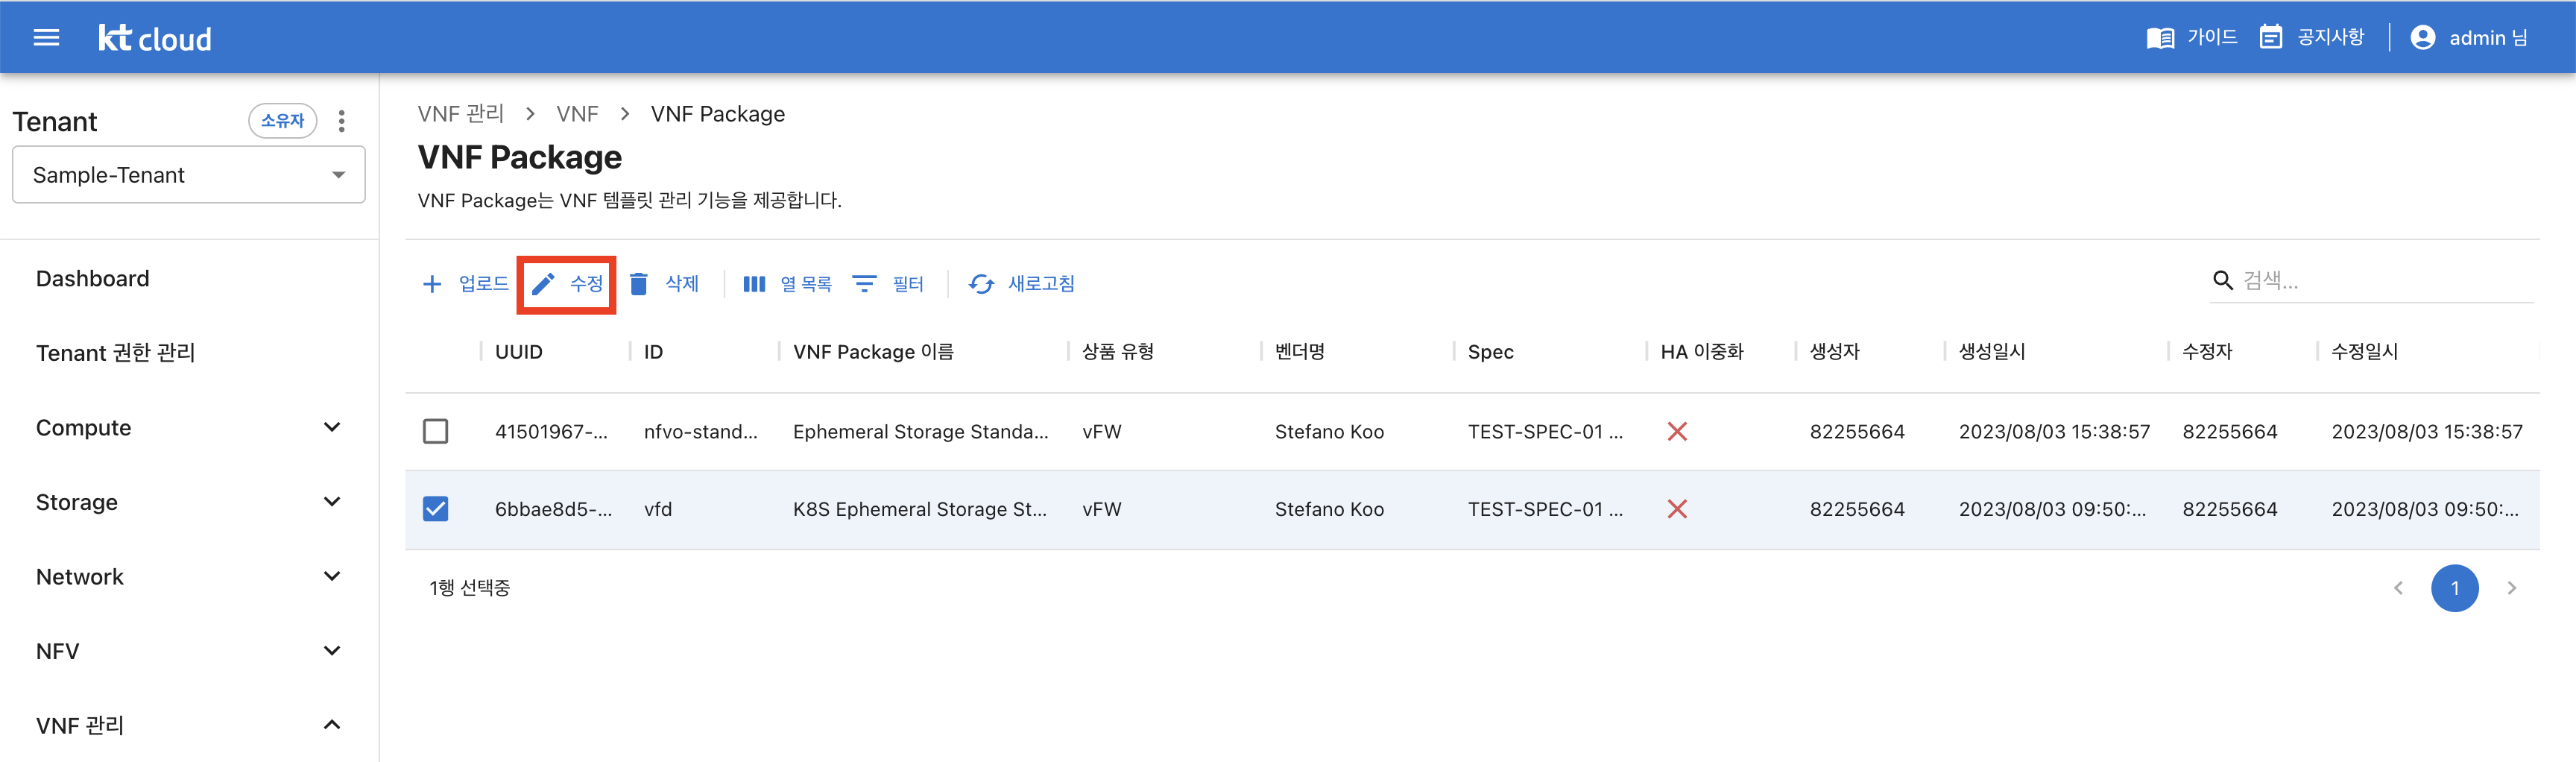 kt cloud
가이드
공지사항
admin 님
Tenant
소유자
Sample-Tenant
Dashboard
Tenant 권한 관리
Compute
Storage
Network
NFV
VNF 관리
VNF 관리 > VNF > VNF Package
VNF Package
VNF Package는 VNF 템플릿 관리 기능을 제공합니다.
업로드 수정 삭제 열 목록 필터 새로고침
검색...
UUID ID VNF Package 이름 상품 유형 벤더명 Spec HA 이중화 생성자 생성일시 수정자 수정일시
41501967-... nfvo-stand... Ephemeral Storage Standa... vFW Stefano Koo TEST-SPEC-01 ... 82255664 2023/08/03 15:38:57 82255664 2023/08/03 15:38:57
6bbae8d5-... vfd K8S Ephemeral Storage St... vFW Stefano Koo TEST-SPEC-01 ... 82255664 2023/08/03 09:50:... 82255664 2023/08/03 09:50:...
1행 선택중
1